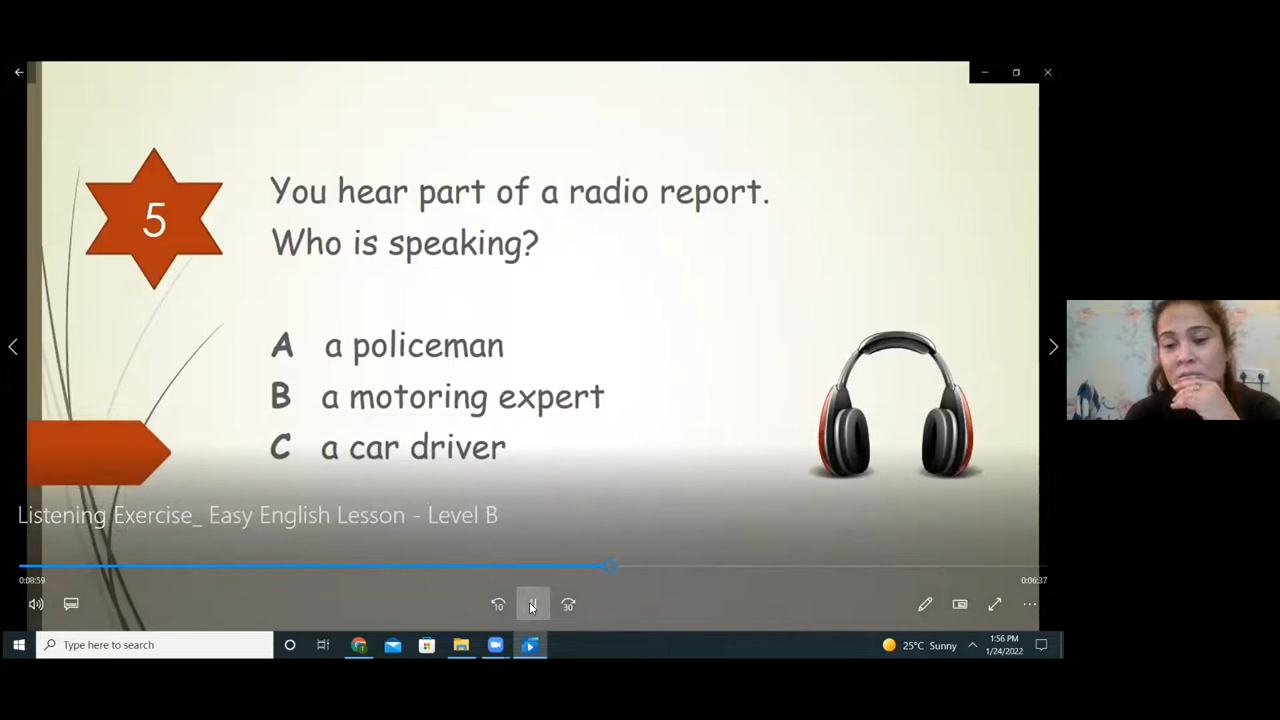 5
You hear part of a radio report.
Who is speaking?
A a policeman
B a motoring expert
C a car driver
Listening Exercise_ Easy English Lesson - Level B
0:08:59
0:06:37
10
30
Type here to search
25°C Sunny
1:56 PM
1/24/2022